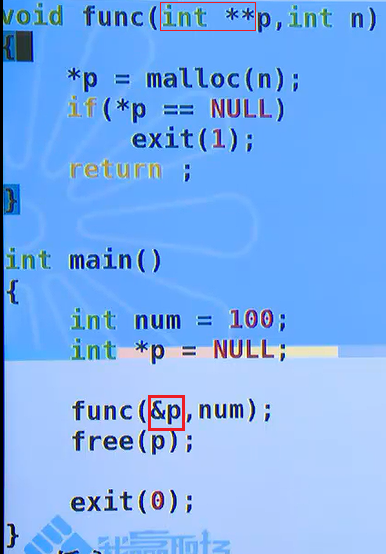 void func(int **p,int n)
{
    *p = malloc(n);
    if(*p == NULL)
        exit(1);
    return ;
}
int main()
{
    int num = 100;
    int *p = NULL;
    func(&p,num);
    free(p);
    exit(0);
}